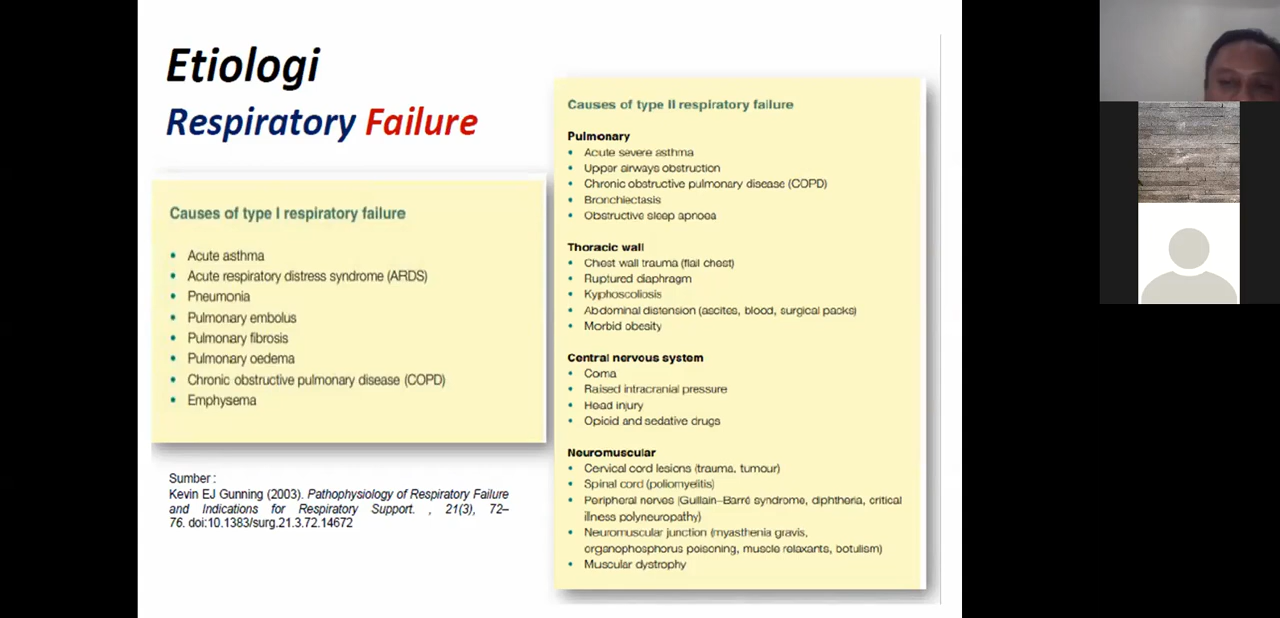 Etiologi
Respiratory Failure
Causes of type I respiratory failure
• Acute asthma
• Acute respiratory distress syndrome (ARDS)
• Pneumonia
• Pulmonary embolus
• Pulmonary fibrosis
• Pulmonary oedema
• Chronic obstructive pulmonary disease (COPD)
• Emphysema
Sumber :
Kevin EJ Gunning (2003). Pathophysiology of Respiratory Failure
and Indications for Respiratory Support. , 21(3), 72–
76. doi:10.1383/surg.21.3.72.14672
Causes of type II respiratory failure
Pulmonary
• Acute severe asthma
• Upper airways obstruction
• Chronic obstructive pulmonary disease (COPD)
• Bronchiectasis
• Obstructive sleep apnoea
Thoracic wall
• Chest wall trauma (flail chest)
• Ruptured diaphragm
• Kyphoscoliosis
• Abdominal distension (ascites, blood, surgical packs)
• Morbid obesity
Central nervous system
• Coma
• Raised intracranial pressure
• Head injury
• Opioid and sedative drugs
Neuromuscular
• Cervical cord lesions (trauma, tumour)
• Spinal cord (poliomyelitis)
• Peripheral nerves (Guillain–Barré syndrome, diphtheria, critical
illness polyneuropathy)
• Neuromuscular junction (myasthenia gravis,
organophosphorus poisoning, muscle relaxants, botulism)
• Muscular dystrophy